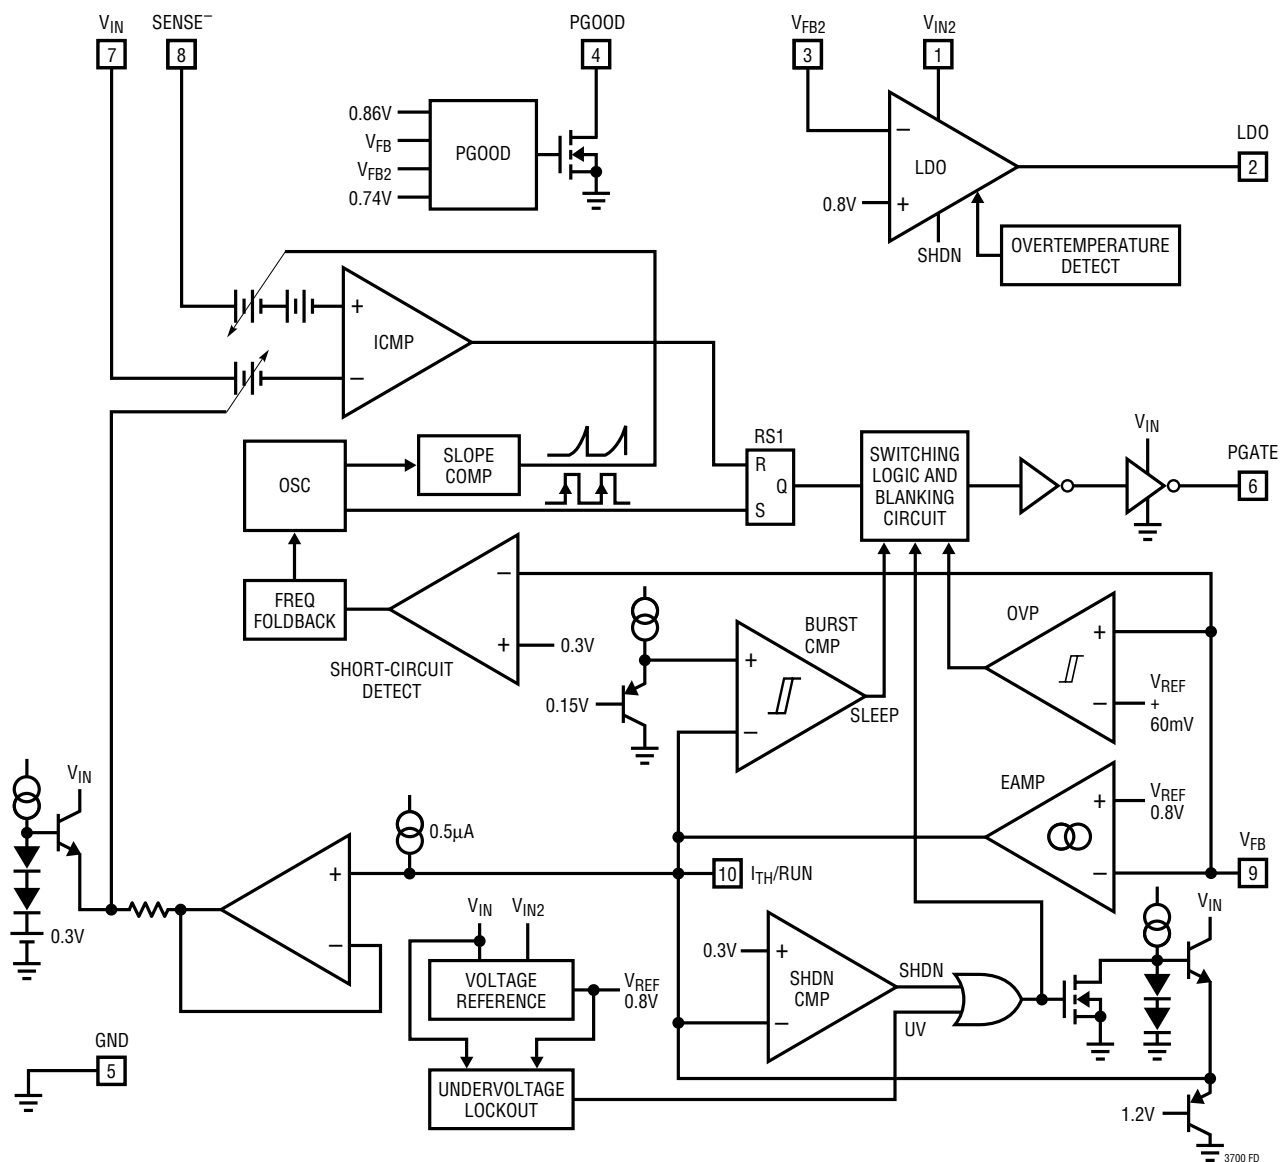 VIN
SENSE–
PGOOD
VFB2
VIN2
7
8
4
3
1
0.86V
VFB
VFB2
0.74V
PGOOD
−
LDO
0.8V
+
SHDN
LDO
2
OVERTEMPERATURE
DETECT
+
ICMP
−
OSC
SLOPE
COMP
RS1
R
Q
S
SWITCHING
LOGIC AND
BLANKING
CIRCUIT
VIN
PGATE
6
FREQ
FOLDBACK
−
+
0.3V
SHORT-CIRCUIT
DETECT
0.15V
BURST
CMP
+
−
SLEEP
OVP
+
−
VREF
+
60mV
EAMP
+
−
VREF
0.8V
VFB
9
VIN
0.3V
+
−
0.5µA
10
ITH/RUN
VIN
VIN2
VOLTAGE
REFERENCE
VREF
0.8V
UNDERVOLTAGE
LOCKOUT
0.3V
+
SHDN
CMP
−
SHDN
UV
VIN
1.2V
GND
5
3700 FD